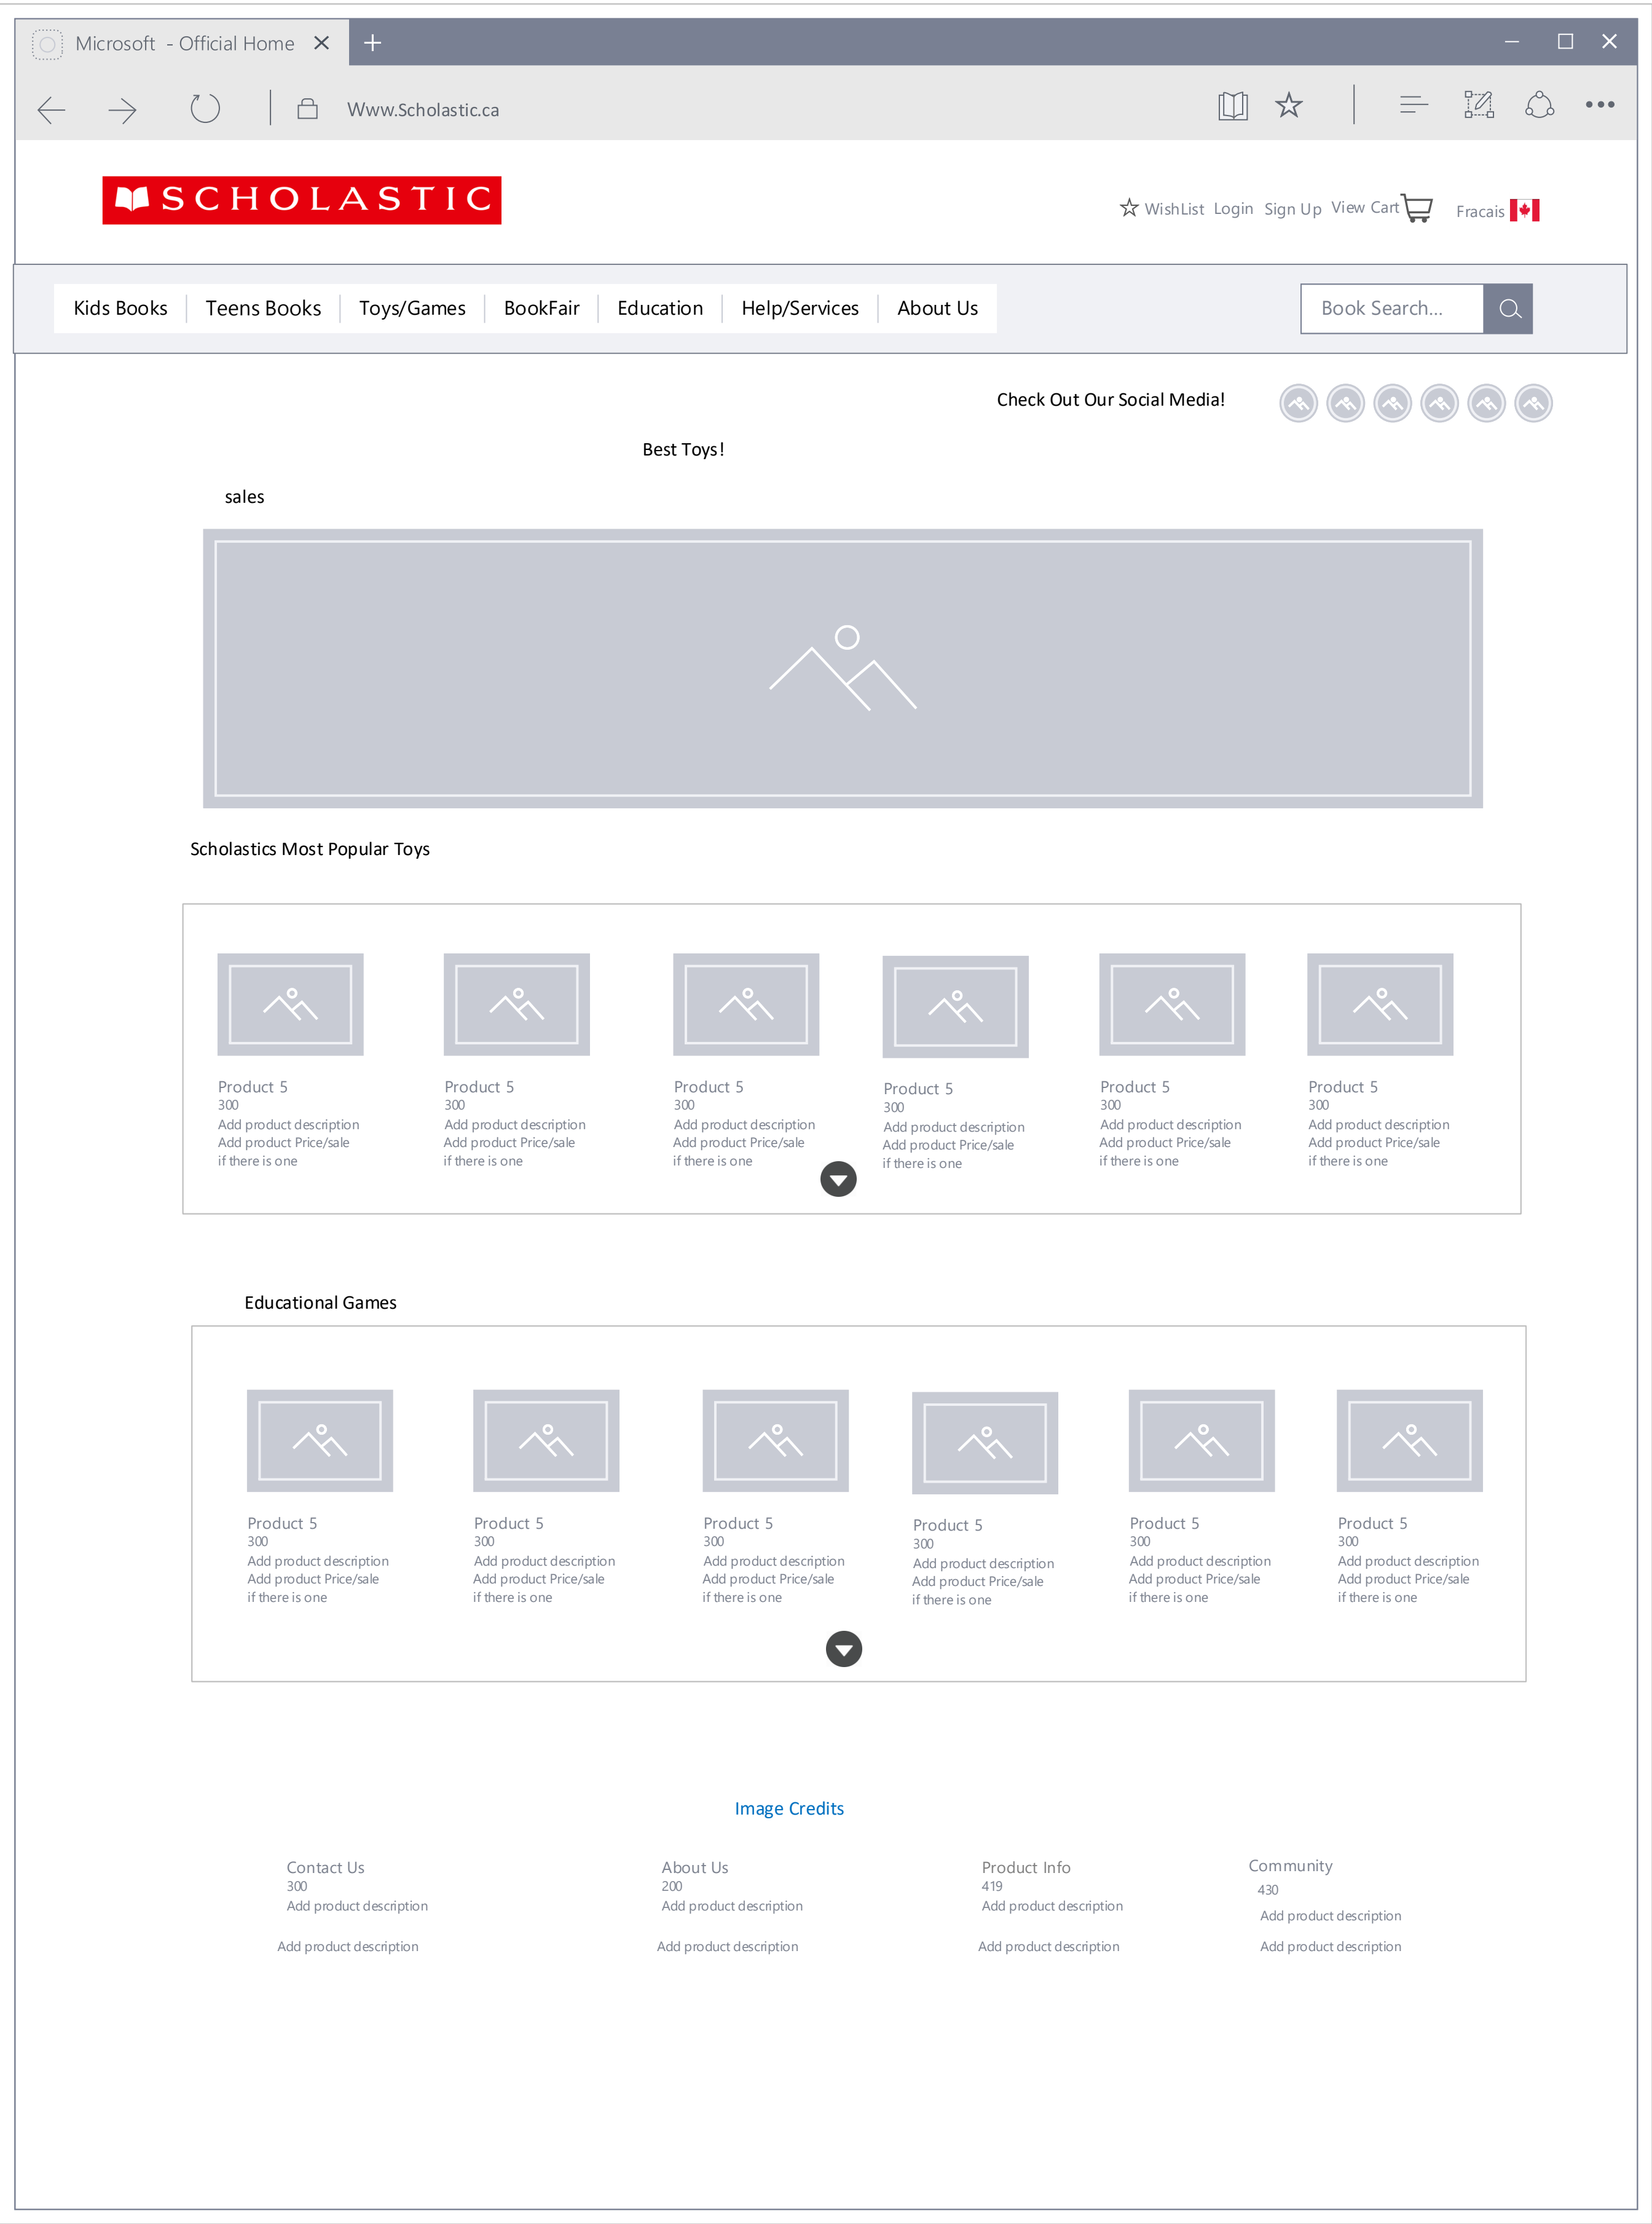 Microsoft - Official Home
Www.Scholastic.ca
SCHOLASTIC
WishList Login Sign Up View Cart Fracais
Kids Books Teens Books Toys/Games BookFair Education Help/Services About Us Book Search...
Check Out Our Social Media!
Best Toys!
sales
Scholastics Most Popular Toys
Product 5 Product 5 Product 5 Product 5 Product 5 Product 5
300 300 300 300 300 300
Add product description Add product description Add product description Add product description Add product description Add product description
Add product Price/sale Add product Price/sale Add product Price/sale Add product Price/sale Add product Price/sale Add product Price/sale
if there is one if there is one if there is one if there is one if there is one if there is one
Educational Games
Product 5 Product 5 Product 5 Product 5 Product 5 Product 5
300 300 300 300 300 300
Add product description Add product description Add product description Add product description Add product description Add product description
Add product Price/sale Add product Price/sale Add product Price/sale Add product Price/sale Add product Price/sale Add product Price/sale
if there is one if there is one if there is one if there is one if there is one if there is one
Image Credits
Contact Us About Us Product Info Community
300 200 419 430
Add product description Add product description Add product description Add product description
Add product description Add product description Add product description Add product description